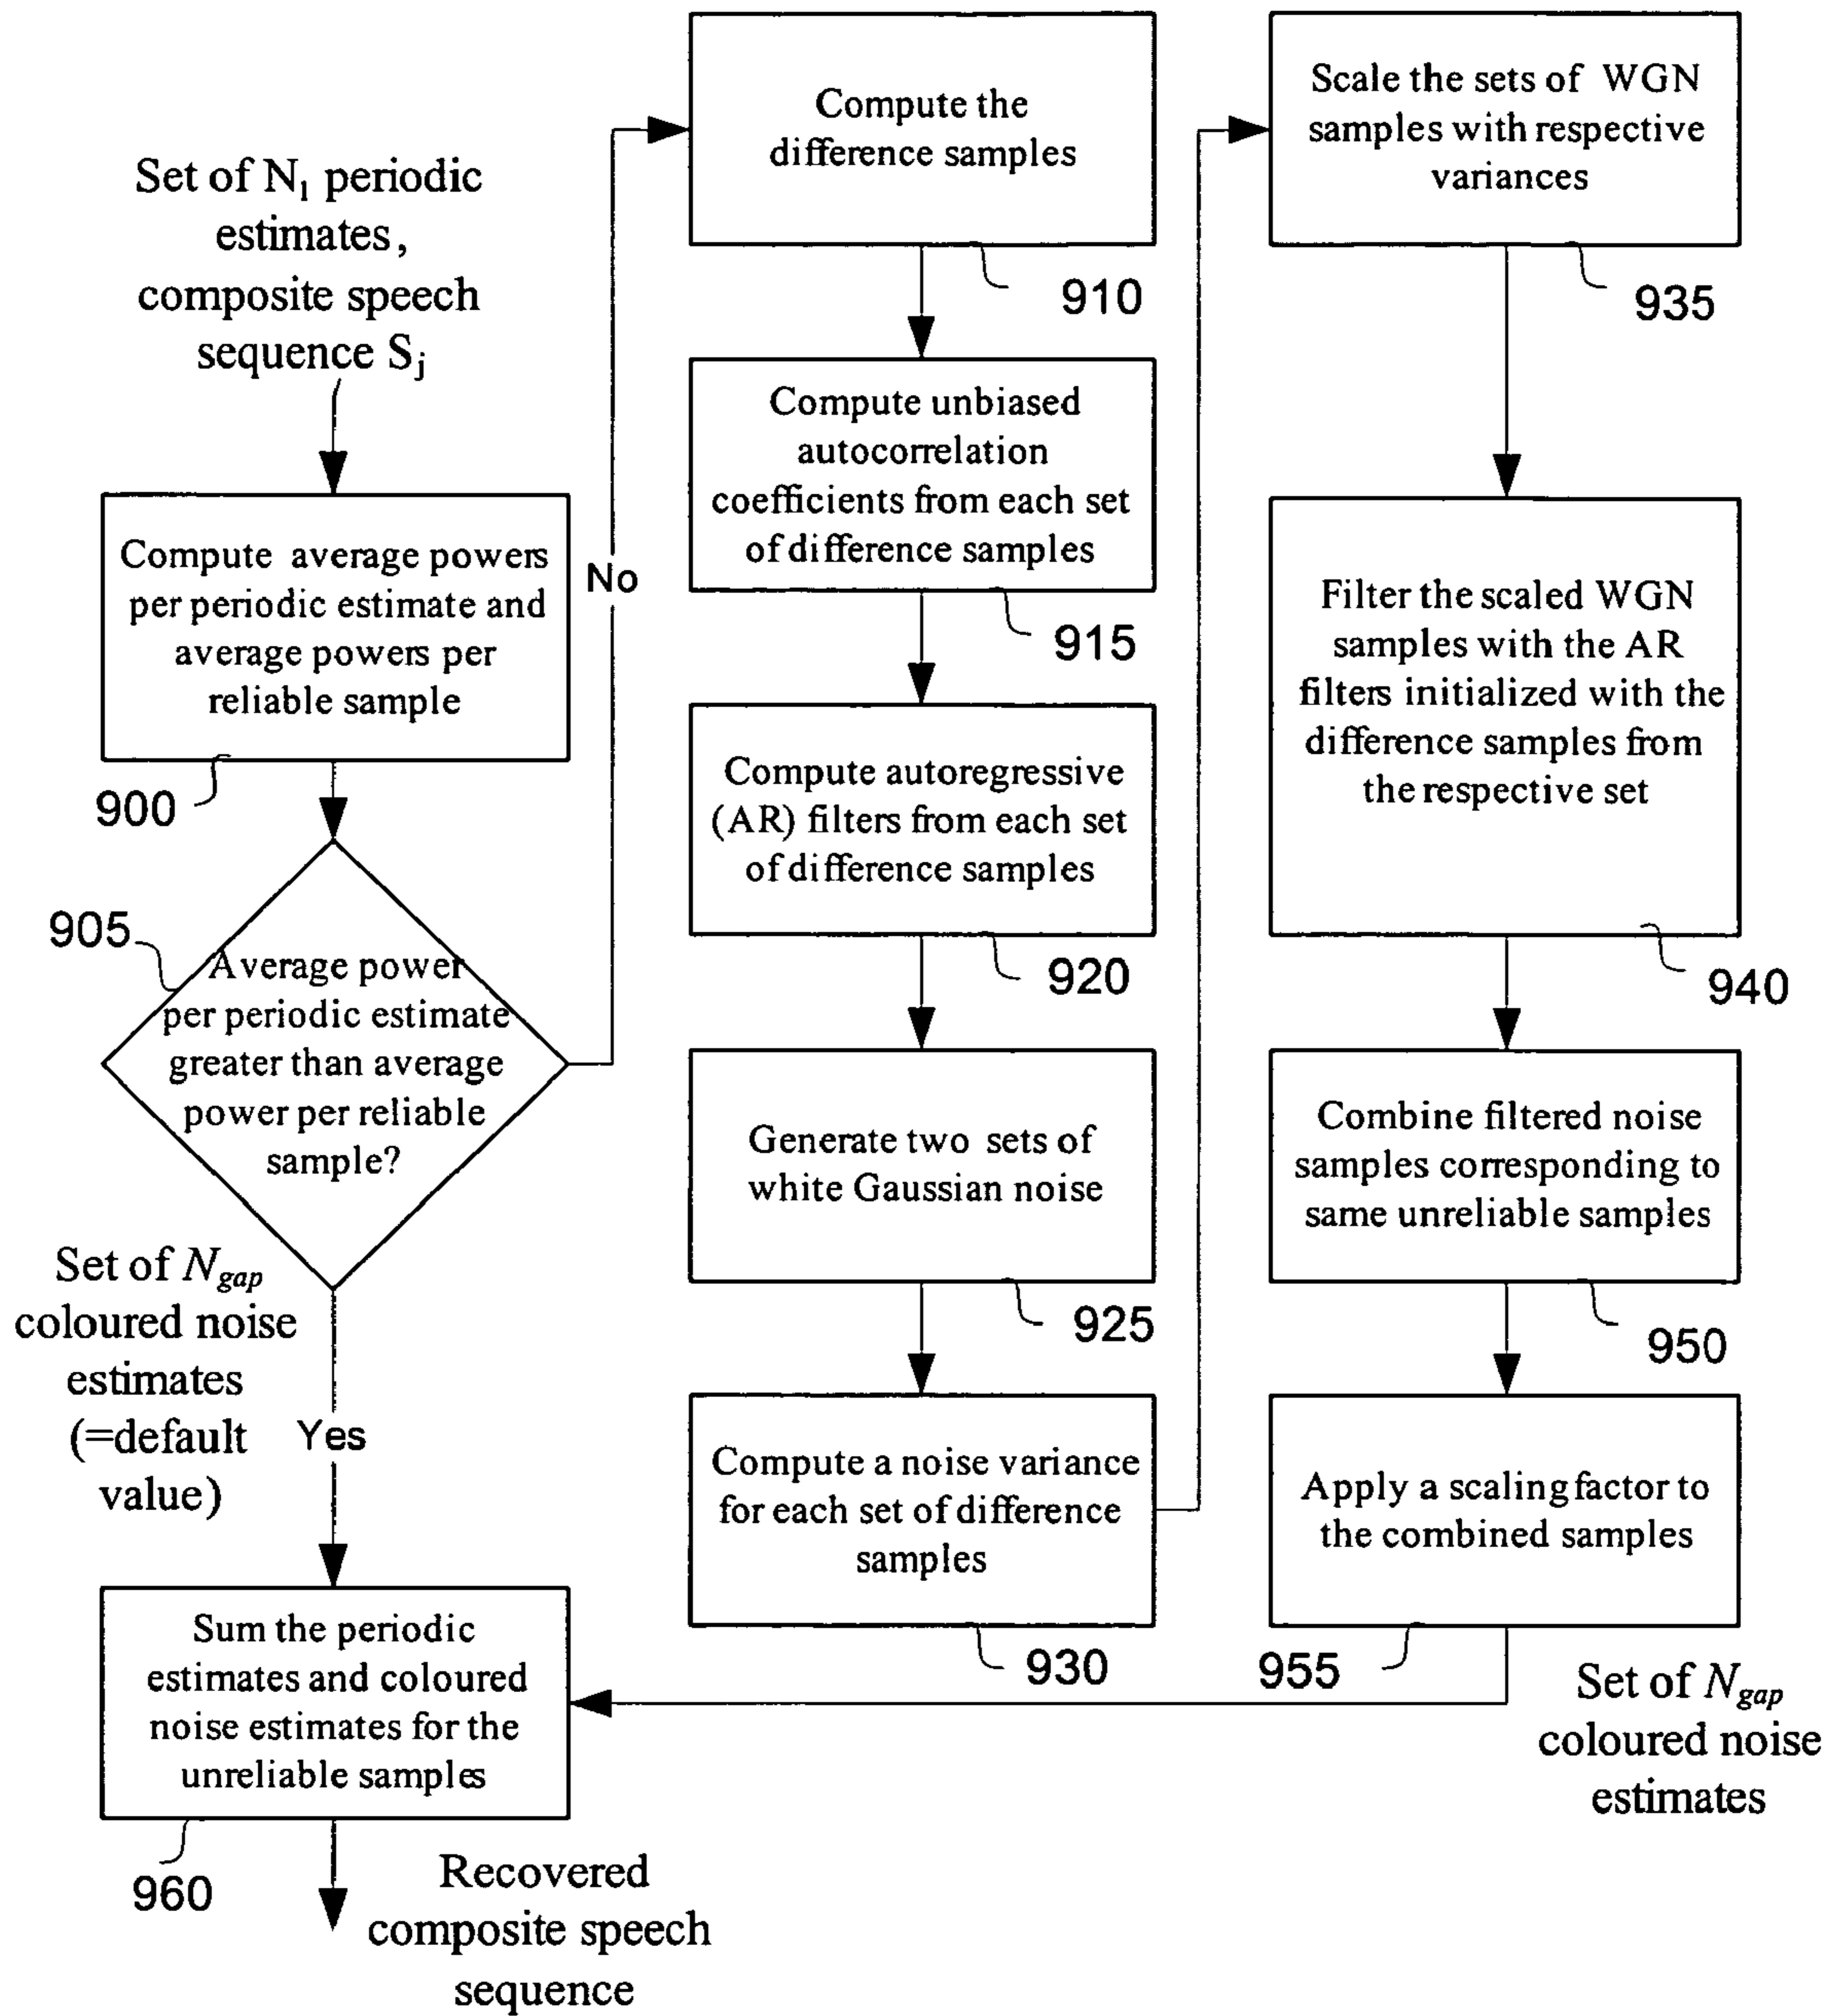 Set of N₁ periodic
estimates,
composite speech
sequence Sⱼ
Compute average powers
per periodic estimate and
average powers per
reliable sample
900
905
Average power
per periodic estimate
greater than average
power per reliable
sample?
No
Set of N_gap
coloured noise
estimates
(=default
value)
Yes
Sum the periodic
estimates and coloured
noise estimates for the
unreliable samples
960
Recovered
composite speech
sequence
Compute the
difference samples
910
Compute unbiased
autocorrelation
coefficients from each set
of difference samples
915
Compute autoregressive
(AR) filters from each set
of difference samples
920
Generate two sets of
white Gaussian noise
925
Compute a noise variance
for each set of difference
samples
930
Scale the sets of WGN
samples with respective
variances
935
Filter the scaled WGN
samples with the AR
filters initialized with the
difference samples from
the respective set
940
Combine filtered noise
samples corresponding to
same unreliable samples
950
Apply a scaling factor to
the combined samples
955
Set of N_gap
coloured noise
estimates